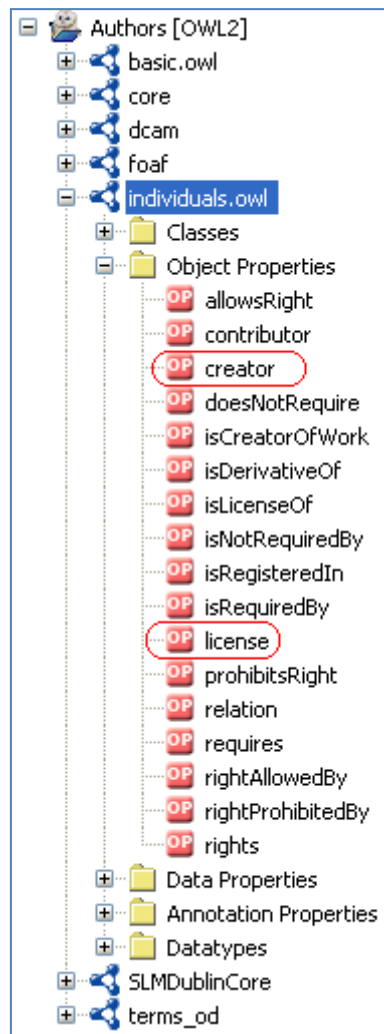 Authors [OWL2]
basic.owl
core
dcam
foaf
individuals.owl
Classes
Object Properties
OP allowsRight
OP contributor
OP creator
OP doesNotRequire
OP isCreatorOfWork
OP isDerivativeOf
OP isLicenseOf
OP isNotRequiredBy
OP isRegisteredIn
OP isRequiredBy
OP license
OP prohibitsRight
OP relation
OP requires
OP rightAllowedBy
OP rightProhibitedBy
OP rights
Data Properties
Annotation Properties
Datatypes
SLMDublinCore
terms_od